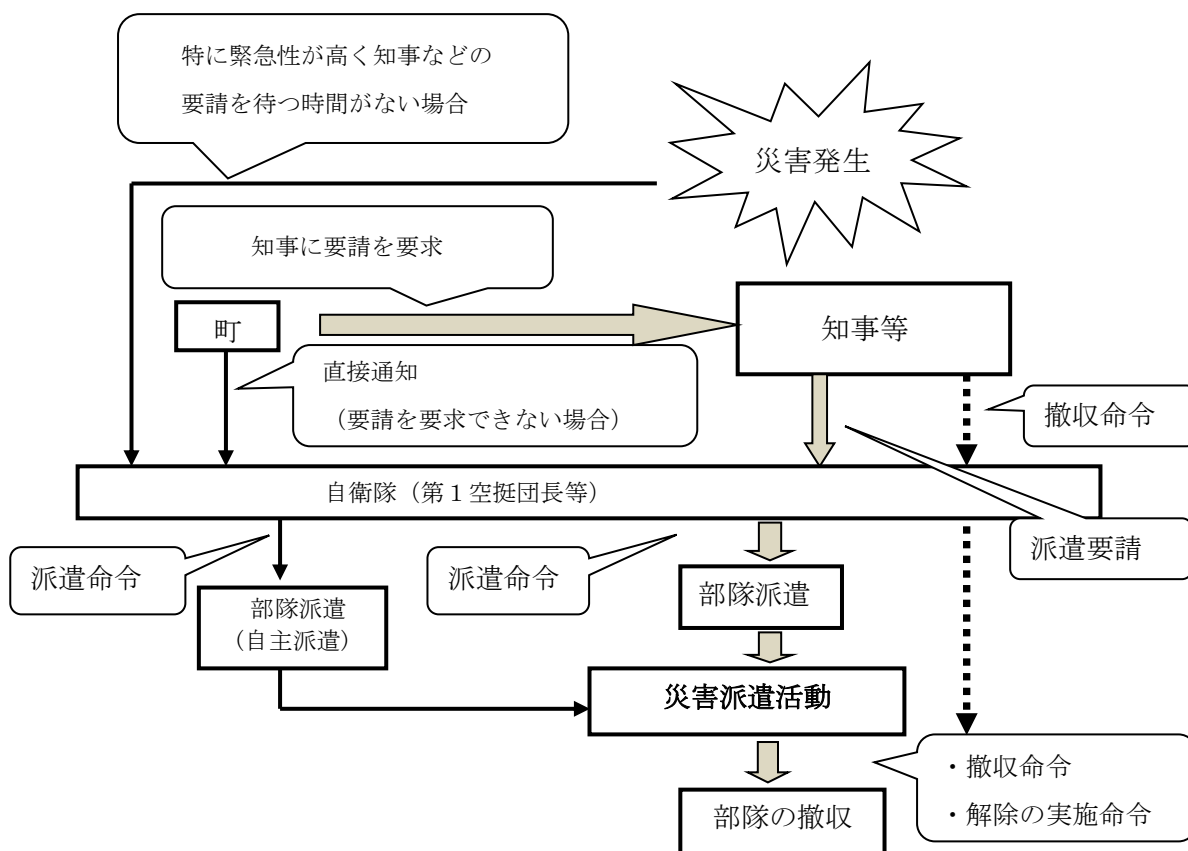 特に緊急性が高く知事などの
要請を待つ時間がない場合
災害発生
知事に要請を要求
町
知事等
直接通知
（要請を要求できない場合）
撤収命令
自衛隊（第１空挺団長等）
派遣要請
派遣命令
派遣命令
部隊派遣
（自主派遣）
部隊派遣
災害派遣活動
・撤収命令
・解除の実施命令
部隊の撤収